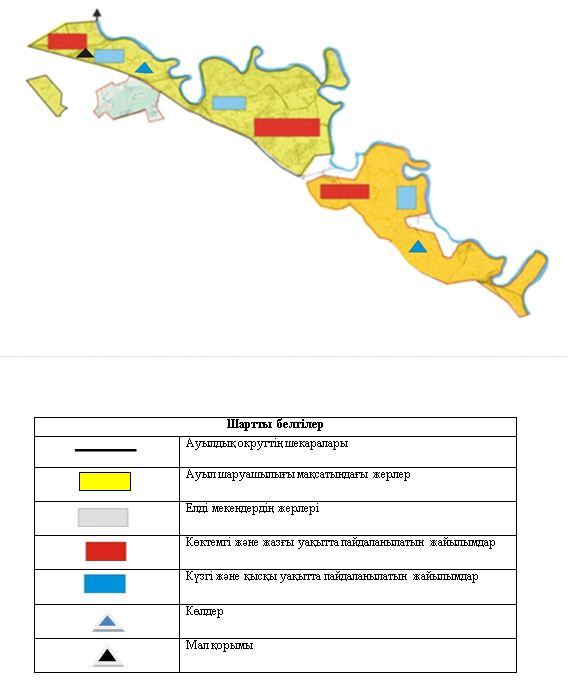 Шартты белгілер
Ауылдық округтің шекаралары
Ауыл шаруашылығы мақсатындағы жерлер
Елді мекендердің жерлері
Көктемгі және жазғы уақытта пайдаланылатын жайылымдар
Күзгі және қысқы уақытта пайдаланылатын жайылымдар
Көлдер
Мал қорымы